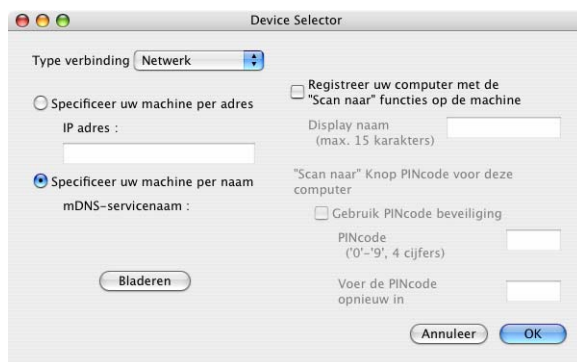 Device Selector
Type verbinding Netwerk
Specificeer uw machine per adres
IP adres :
Specificeer uw machine per naam
mDNS-servicenaam :
Bladeren
Registreer uw computer met de
"Scan naar" functies op de machine
Display naam
(max. 15 karakters)
"Scan naar" Knop PINcode voor deze
computer
Gebruik PINcode beveiliging
PINcode
('0'-'9', 4 cijfers)
Voer de PINcode
opnieuw in
Annuleer OK